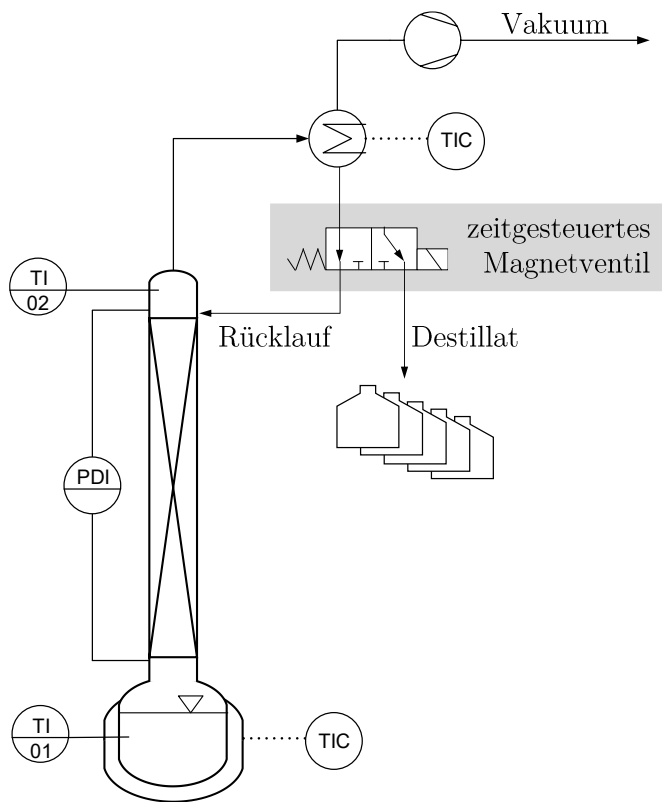 Vakuum
TIC
zeitgesteuertes
Magnetventil
TI
02
Rücklauf
Destillat
PDI
TI
01
TIC